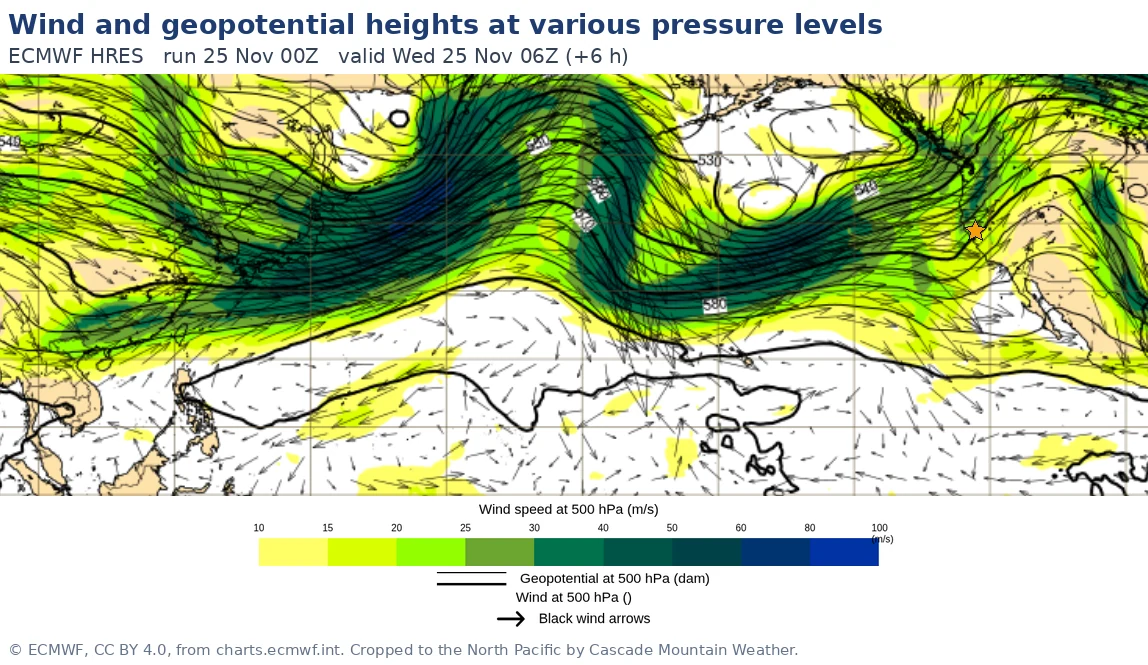 Wind and geopotential heights at various pressure levels
ECMWF HRES run 25 Nov 00Z valid Wed 25 Nov 06Z (+6 h)
540
530
540
580
Wind speed at 500 hPa (m/s)
10 15 20 25 30 40 50 60 80 100
(m/s)
Geopotential at 500 hPa (dam)
Wind at 500 hPa ()
Black wind arrows
© ECMWF, CC BY 4.0, from charts.ecmwf.int. Cropped to the North Pacific by Cascade Mountain Weather.